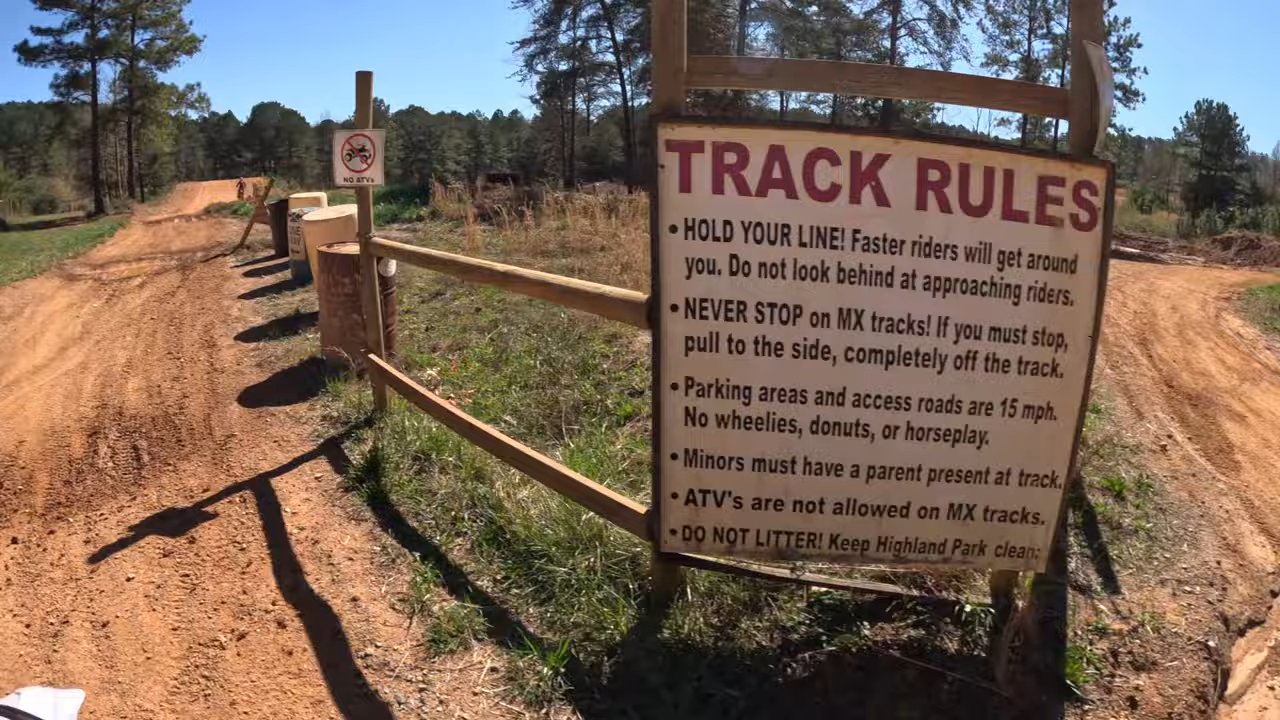 NO ATVs
TRACK RULES
• HOLD YOUR LINE! Faster riders will get around
you. Do not look behind at approaching riders.
• NEVER STOP on MX tracks! If you must stop,
pull to the side, completely off the track.
• Parking areas and access roads are 15 mph.
No wheelies, donuts, or horseplay.
• Minors must have a parent present at track.
• ATV's are not allowed on MX tracks.
• DO NOT LITTER! Keep Highland Park clean.